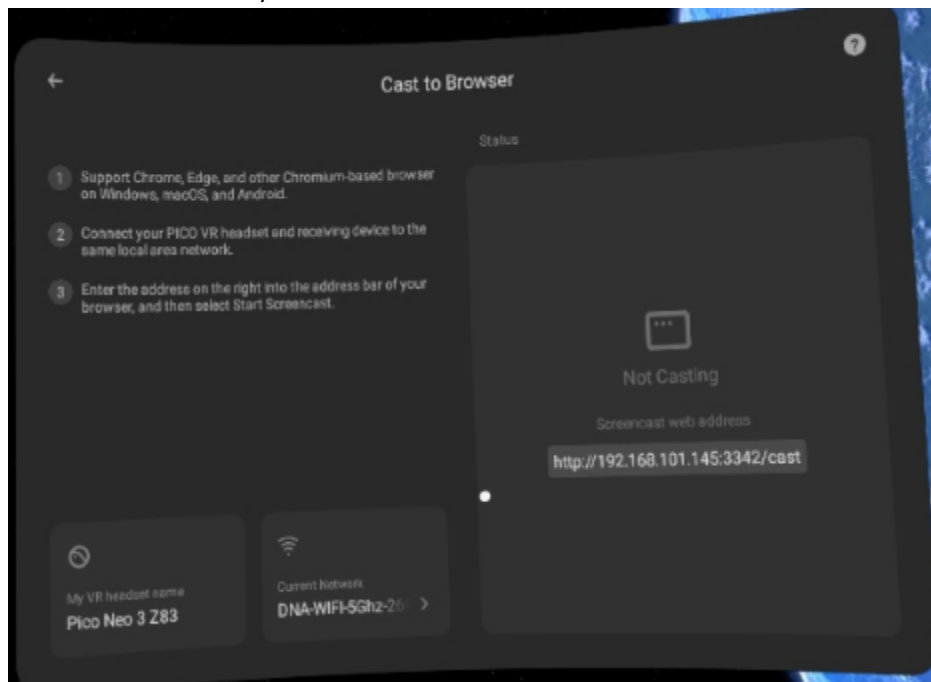 Cast to Browser
?
Status
1 Support Chrome, Edge, and other Chromium-based browser
on Windows, macOS, and Android.
2 Connect your PICO VR headset and receiving device to the
same local area network.
3 Enter the address on the right into the address bar of your
browser, and then select Start Screencast.
Not Casting
Screencast web address
http://192.168.101.145:3342/cast
My VR headset name
Pico Neo 3 Z83
Current Network
DNA-WIFI-5Ghz-26